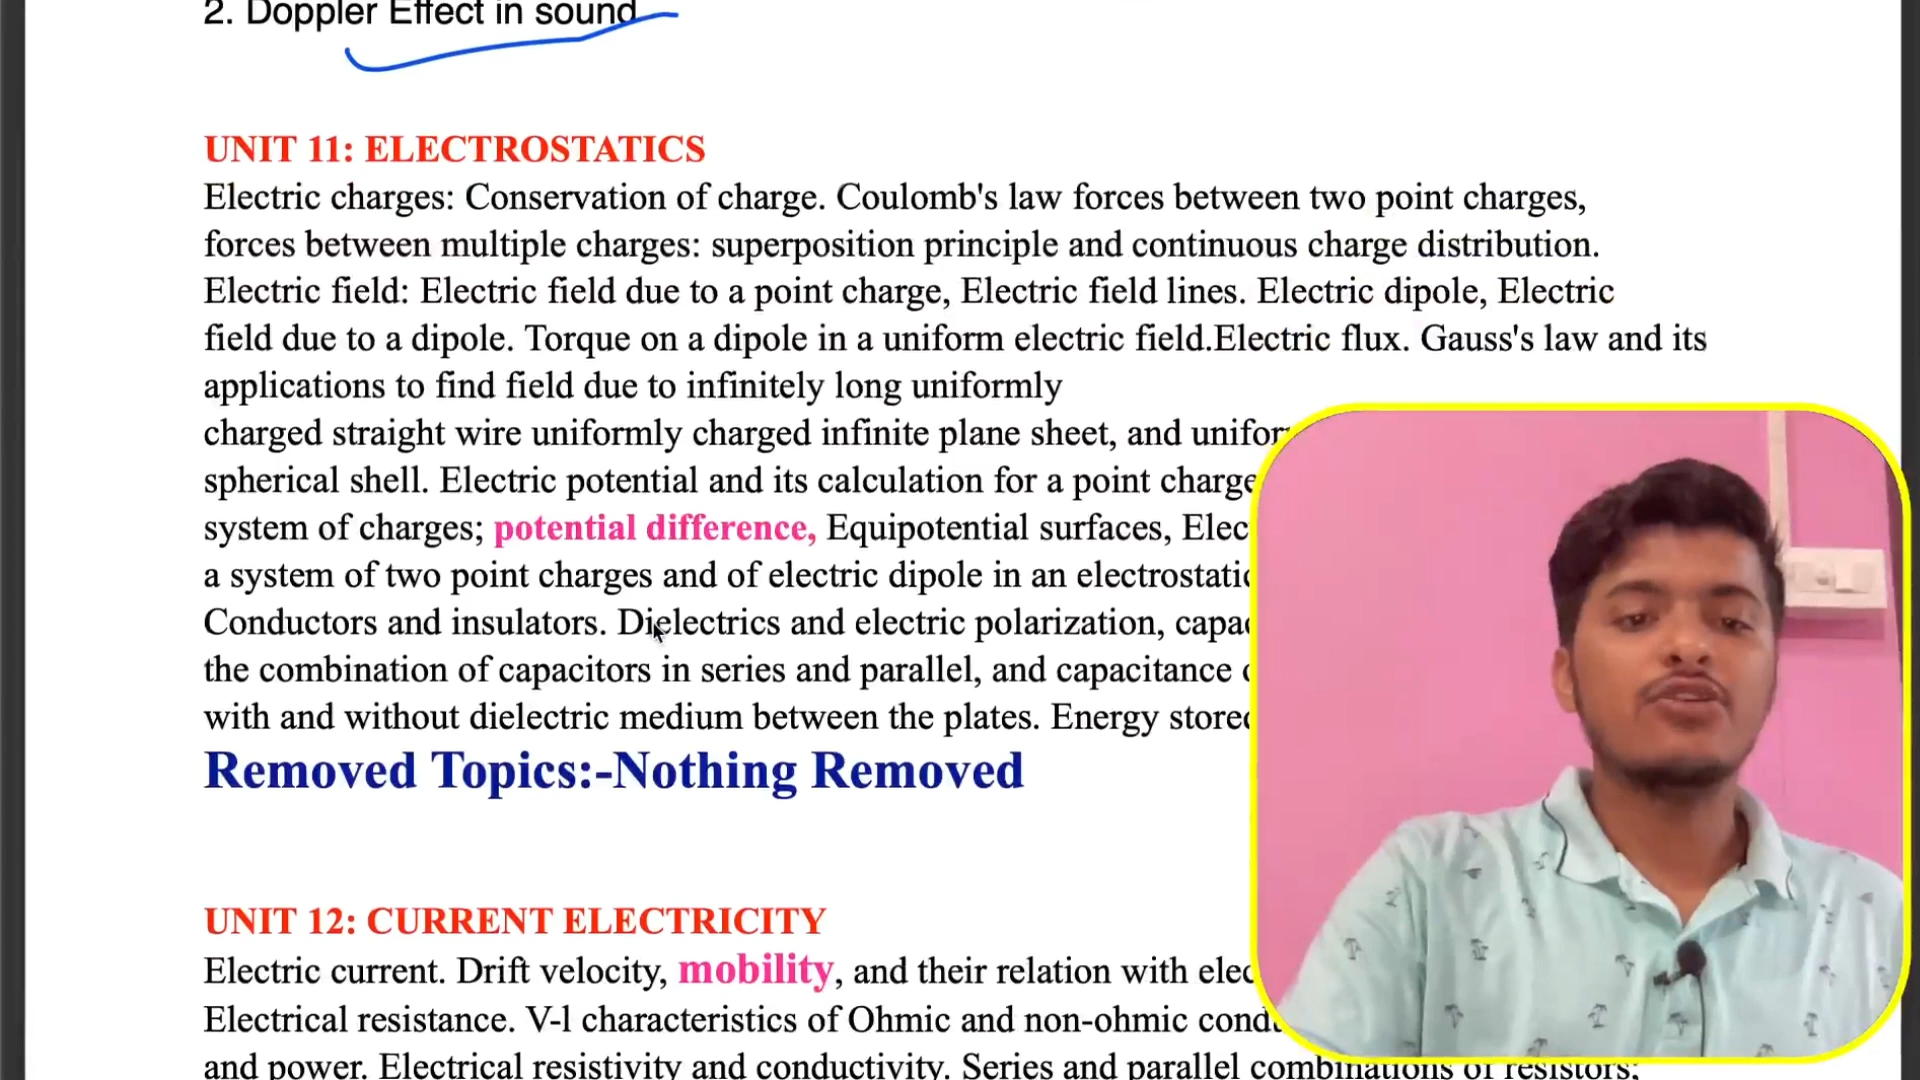 2. Doppler Effect in sound
UNIT 11: ELECTROSTATICS
Electric charges: Conservation of charge. Coulomb's law forces between two point charges,
forces between multiple charges: superposition principle and continuous charge distribution.
Electric field: Electric field due to a point charge, Electric field lines. Electric dipole, Electric
field due to a dipole. Torque on a dipole in a uniform electric field.Electric flux. Gauss's law and its
applications to find field due to infinitely long uniformly
charged straight wire uniformly charged infinite plane sheet, and
spherical shell. Electric potential and its calculation for a point charge
system of charges; potential difference, Equipotential surfaces,
a system of two point charges and of electric dipole in an
Conductors and insulators. Dielectrics and electric polarization,
the combination of capacitors in series and parallel, and capacitance
with and without dielectric medium between the plates. Energy
Removed Topics:-Nothing Removed
UNIT 12: CURRENT ELECTRICITY
Electric current. Drift velocity, mobility, and their relation with
Electrical resistance. V-l characteristics of Ohmic and non-ohmic
and power. Electrical resistivity and conductivity. Series and parallel combinations of resistors;